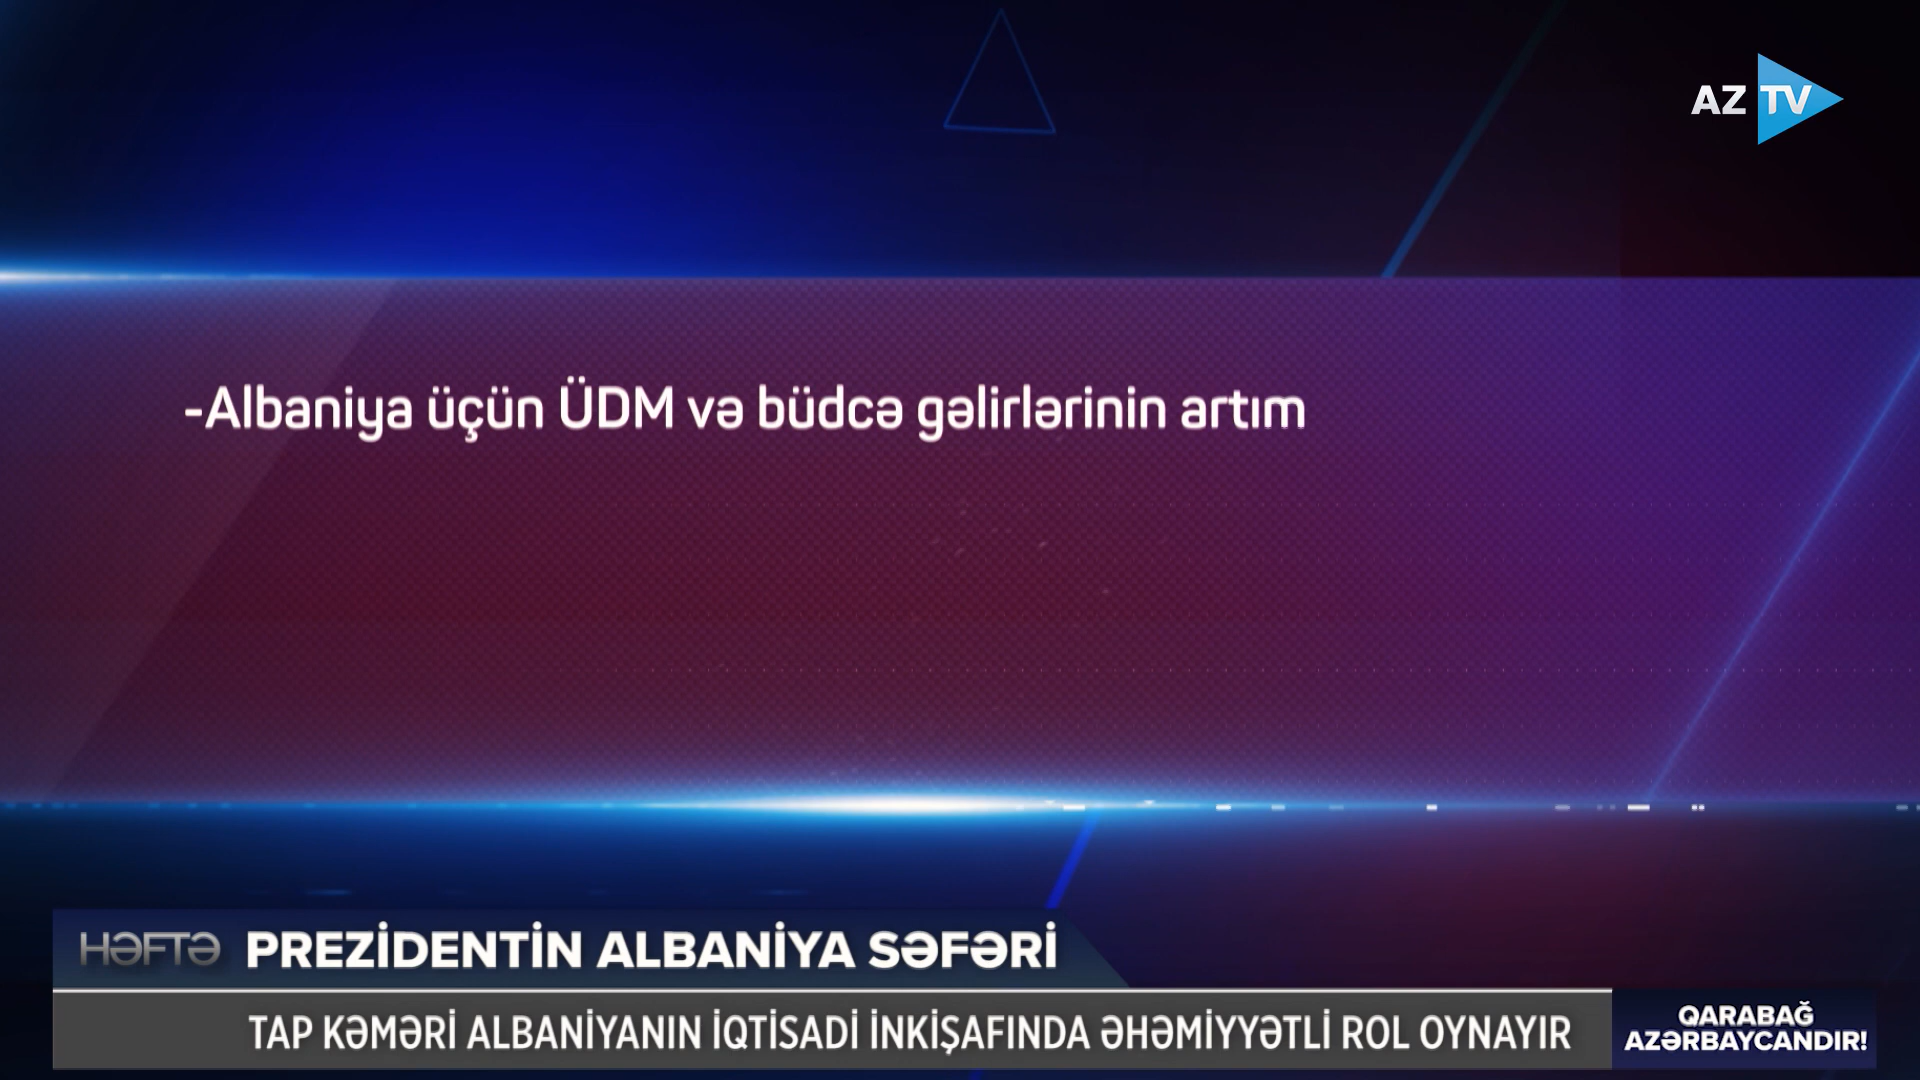 AZ TV
-Albaniya üçün ÜDM və büdcə gəlirlərinin artım
HƏFTƏ PREZİDENTİN ALBANİYA SƏFƏRİ
TAP KƏMƏRİ ALBANİYANIN İQTİSADİ İNKİŞAFINDA ƏHƏMİYYƏTLİ ROL OYNAYIR
QARABAĞ
AZƏRBAYCANDIR!